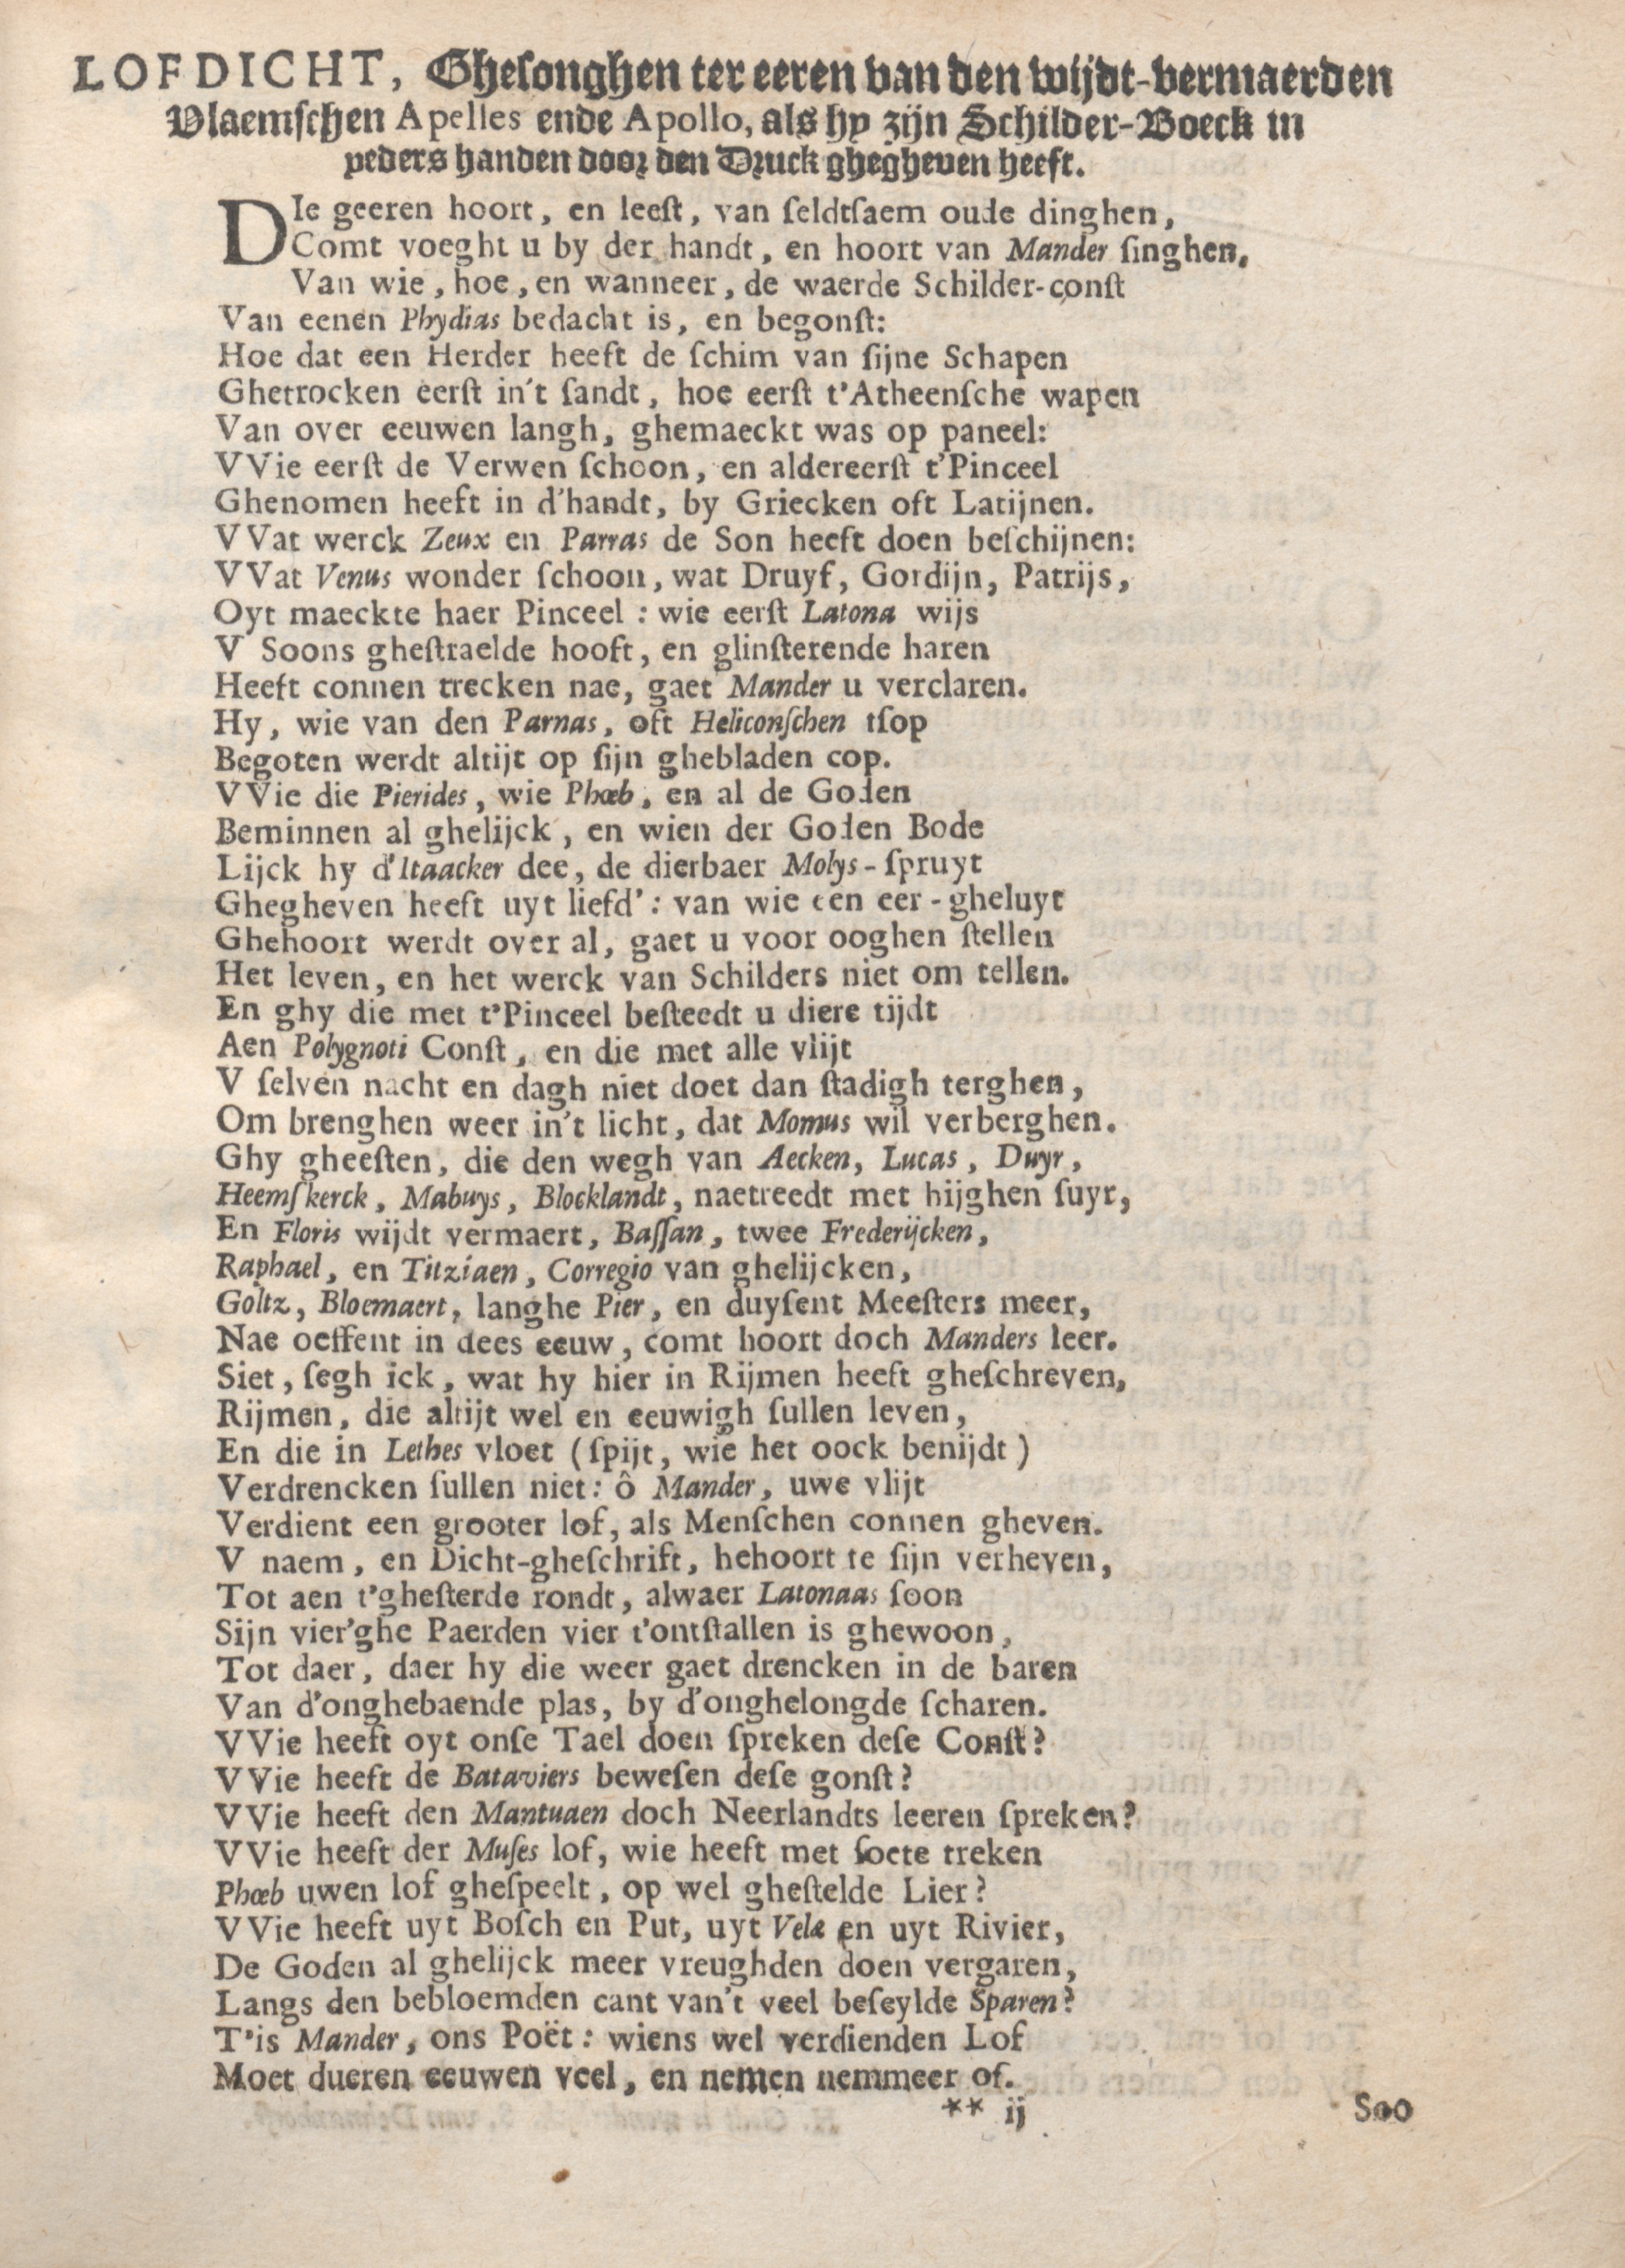 LOFDICHT, Gheſonghen ter eeren van den wijdt-vermaerden
Vlaemſchen Apelles ende Apollo, als hy zijn Schilder-Boeck in
yeders handen door den Druck ghegheven heeft.
DIe geeren hoort, en leeſt, van ſeldtſaem oude dinghen,
Comt voeght u by der handt, en hoort van Mander ſinghen,
Van wie, hoe, en wanneer, de waerde Schilder-conſt
Van eenen Phydias bedacht is, en begonſt:
Hoe dat een Herder heeft de ſchim van ſijne Schapen
Ghetrocken eerſt in't ſandt, hoe eerſt t'Atheenſche wapen
Van over eeuwen langh, ghemaeckt was op paneel:
VVie eerſt de Verwen ſchoon, en aldereerſt t'Pinceel
Ghenomen heeft in d'handt, by Griecken oft Latijnen.
VVat werck Zeux en Parras de Son heeft doen beſchijnen:
VVat Venus wonder ſchoon, wat Druyf, Gordijn, Patrijs,
Oyt maeckte haer Pinceel : wie eerſt Latona wijs
V Soons gheſtraelde hooft, en glinſterende haren
Heeft connen trecken nae, gaet Mander u verclaren.
Hy, wie van den Parnas, oft Heliconſchen tſop
Begoten werdt altijt op ſijn ghebladen cop.
VVie die Pierides, wie Phœb, en al de Goden
Beminnen al ghelijck, en wien der Goden Bode
Lijck hy d'Itaacker dee, de dierbaer Molys-ſpruyt
Ghegheven heeft uyt liefd': van wie een eer-gheluyt
Ghehoort werdt over al, gaet u voor ooghen ſtellen
Het leven, en het werck van Schilders niet om tellen.
En ghy die met t'Pinceel beſteedt u diere tijdt
Aen Polygnoti Conſt, en die met alle vlijt
V ſelven nacht en dagh niet doet dan ſtadigh terghen,
Om brenghen weer in't licht, dat Momus wil verberghen.
Ghy gheeſten, die den wegh van Aecken, Lucas, Duyr,
Heemſkerck, Mabuys, Blocklandt, naetreedt met hijghen ſuyr,
En Floris wijdt vermaert, Baſſan, twee Frederijcken,
Raphael, en Titziaen, Corregio van ghelijcken,
Goltz, Bloemaert, langhe Pier, en duyſent Meeſters meer,
Nae oeffent in dees eeuw, comt hoort doch Manders leer.
Siet, ſegh ick, wat hy hier in Rijmen heeft gheſchreven,
Rijmen, die altijt wel en eeuwigh ſullen leven,
En die in Lethes vloet (ſpijt, wie het oock benijdt)
Verdrencken ſullen niet: ô Mander, uwe vlijt
Verdient een grooter lof, als Menſchen connen gheven.
V naem, en Dicht-gheſchrift, hehoort te ſijn verheven,
Tot aen t'gheſterde rondt, alwaer Latonaas ſoon
Sijn vier'ghe Paerden vier t'ontſtallen is ghewoon,
Tot daer, daer hy die weer gaet drencken in de baren
Van d'onghebaende plas, by d'onghelongde ſcharen.
VVie heeft oyt onſe Tael doen ſpreken deſe Conſt?
VVie heeft de Bataviers beweſen deſe gonſt?
VVie heeft den Mantuaen doch Neerlandts leeren ſpreken?
VVie heeft der Muſes lof, wie heeft met ſoete treken
Phœb uwen lof gheſpeelt, op wel gheſtelde Lier?
VVie heeft uyt Boſch en Put, uyt Velt en uyt Rivier,
De Goden al ghelijck meer vreughden doen vergaren,
Langs den bebloemden cant van't veel beſeylde Sparen?
T'is Mander, ons Poët: wiens wel verdienden Lof
Moet dueren eeuwen veel, en nemen nemmeer of.
** ij Soo